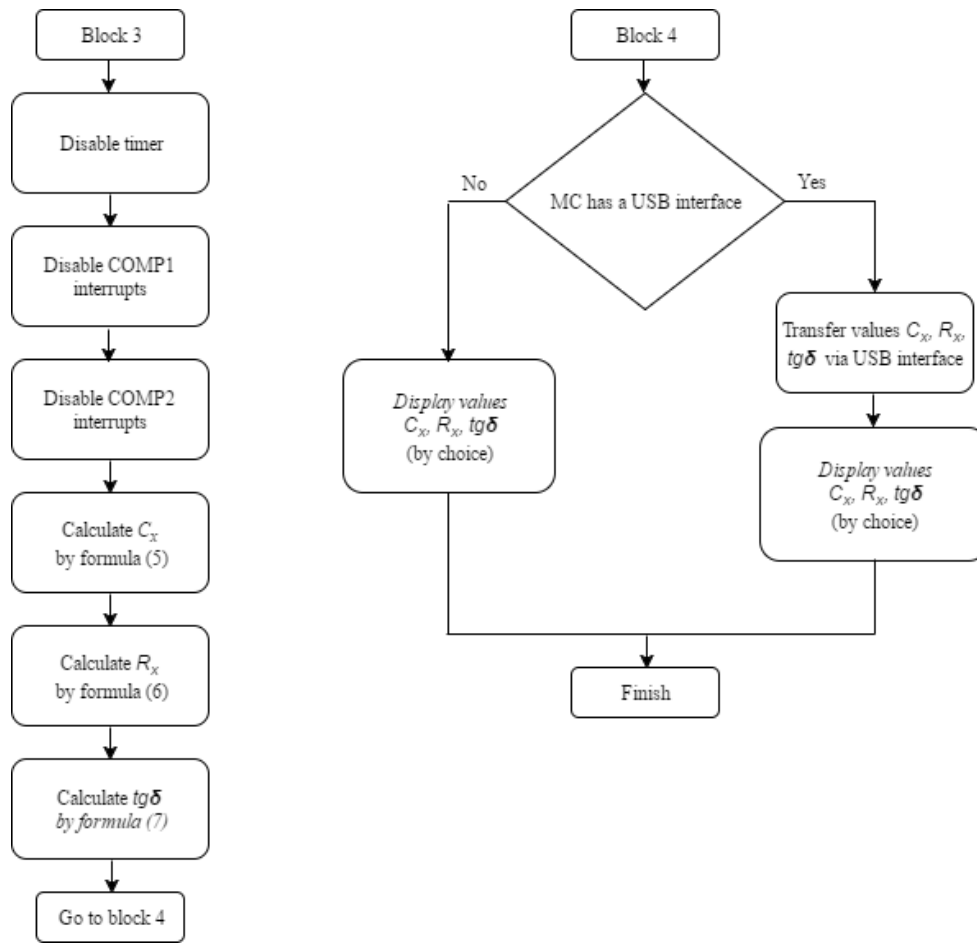 Block 3
Disable timer
Disable COMP1
interrupts
Disable COMP2
interrupts
Calculate Cₓ
by formula (5)
Calculate Rₓ
by formula (6)
Calculate tgδ
by formula (7)
Go to block 4
Block 4
MC has a USB interface
No
Yes
Display values
Cₓ, Rₓ, tgδ
(by choice)
Transfer values Cₓ, Rₓ,
tgδ via USB interface
Display values
Cₓ, Rₓ, tgδ
(by choice)
Finish